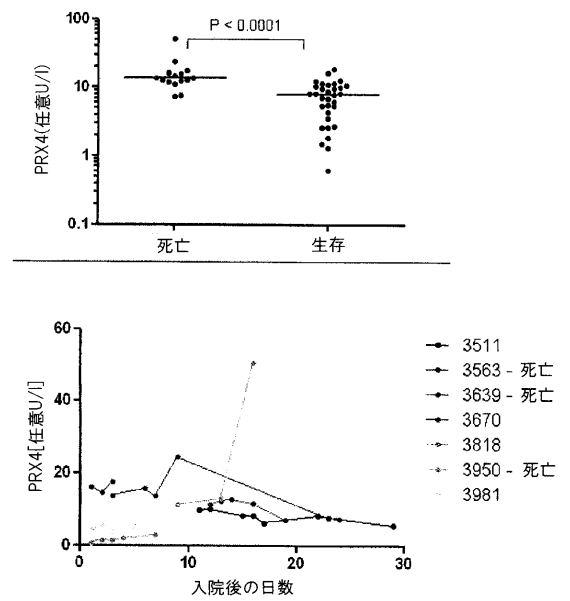 P < 0.0001
100
10
1
0.1
PRX4(任意U/l)
死亡
生存
60
40
20
0
PRX4[任意U/l]
0
10
20
30
入院後の日数
3511
3563 - 死亡
3639 - 死亡
3670
3818
3950 - 死亡
3981